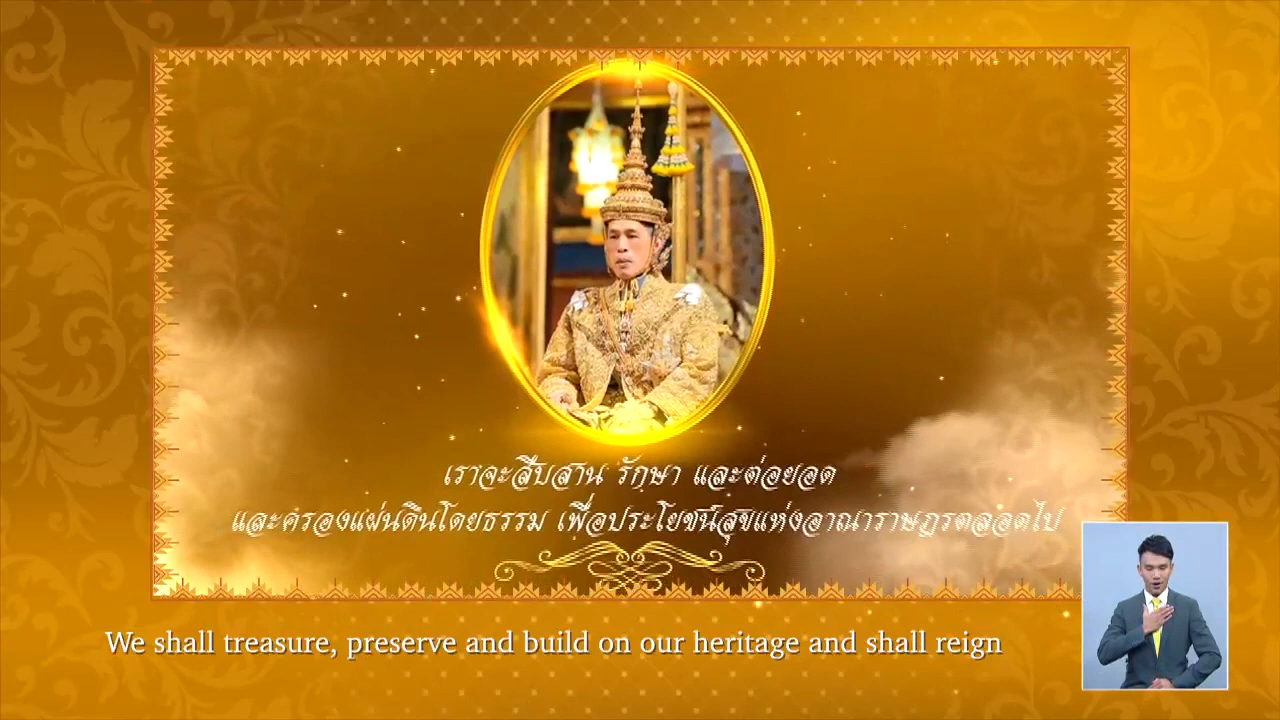 เราจะสืบสาน รักษา และต่อยอด
และครองแผ่นดินโดยธรรม เพื่อประโยชน์สุขแห่งอาณาราษฎรตลอดไป
We shall treasure, preserve and build on our heritage and shall reign